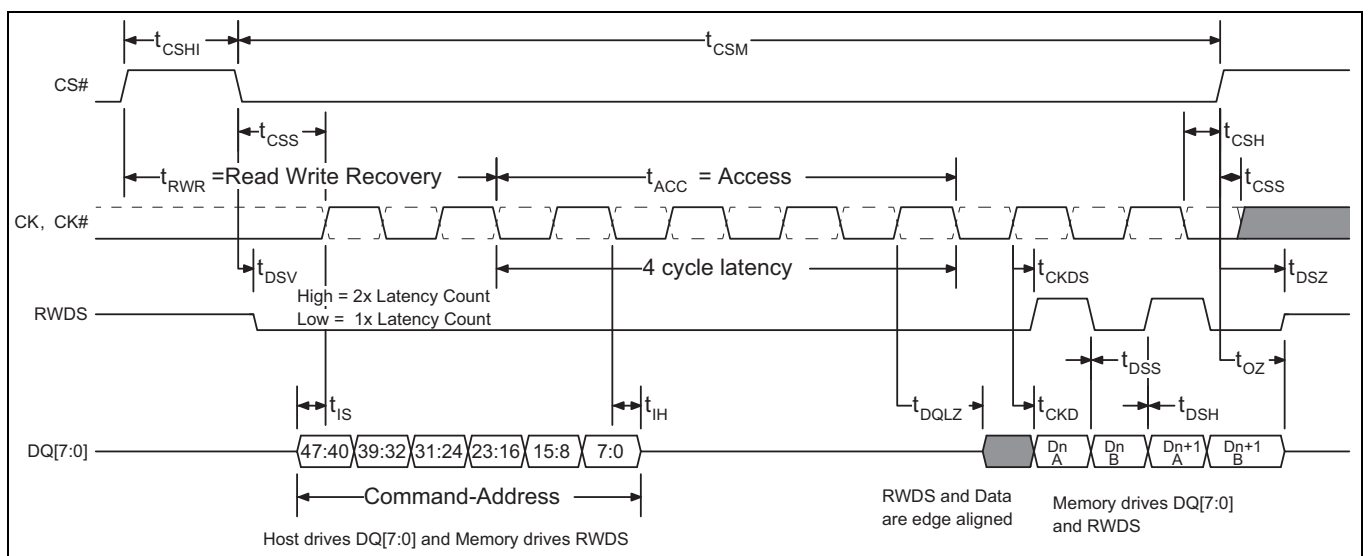 tCSHI
tCSM
CS#
tCSS
tCSH
tRWR =Read Write Recovery
tACC = Access
tCSS
CK, CK#
tDSV
4 cycle latency
tCKDS
tDSZ
High = 2x Latency Count
Low = 1x Latency Count
RWDS
tDSS
tOZ
tIS
tIH
tDQLZ
tCKD
tDSH
DQ[7:0]
47:40 39:32 31:24 23:16 15:8 7:0
Dn A
Dn B
Dn+1 A
Dn+1 B
Command-Address
RWDS and Data
are edge aligned
Memory drives DQ[7:0]
and RWDS
Host drives DQ[7:0] and Memory drives RWDS